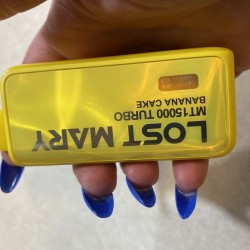 LOST MARY
MT15000 TURBO
BANANA CAKE